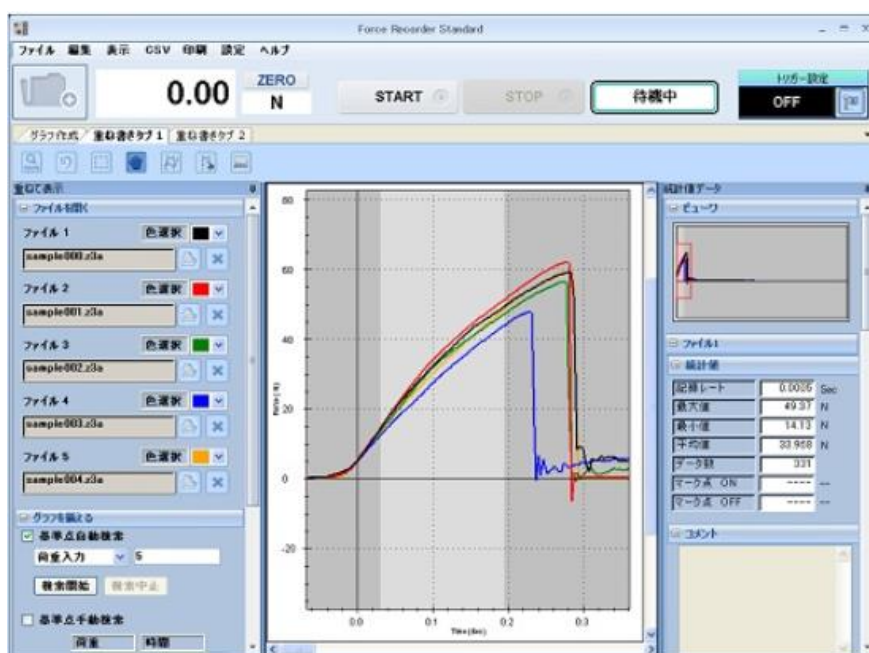 Force Recorder Standard
ファイル 編集 表示 CSV 印刷 設定 ヘルプ
0.00
ZERO
N
START
STOP
待機中
トリガー設定
OFF
グラフ作成
重ね書きタブ 1
重ね書きタブ 2
重ねて表示
ファイルを開く
ファイル 1 色選択
sample000.z3a
ファイル 2 色選択
sample001.z3a
ファイル 3 色選択
sample002.z3a
ファイル 4 色選択
sample003.z3a
ファイル 5 色選択
sample004.z3a
グラフを揃える
基準点自動検索
荷重入力 5
検索開始 検索中止
基準点手動検索
荷重 時間
80
60
40
20
0
-20
Force(N)
0.0 0.1 0.2 0.3
Time(sec)
統計値データ
ビューワ
ファイル1
統計値
記録レート 0.0005 Sec
最大値 49.37 N
最小値 14.13 N
平均値 33.958 N
データ数 331
マーク点 ON ---- --
マーク点 OFF ---- --
コメント